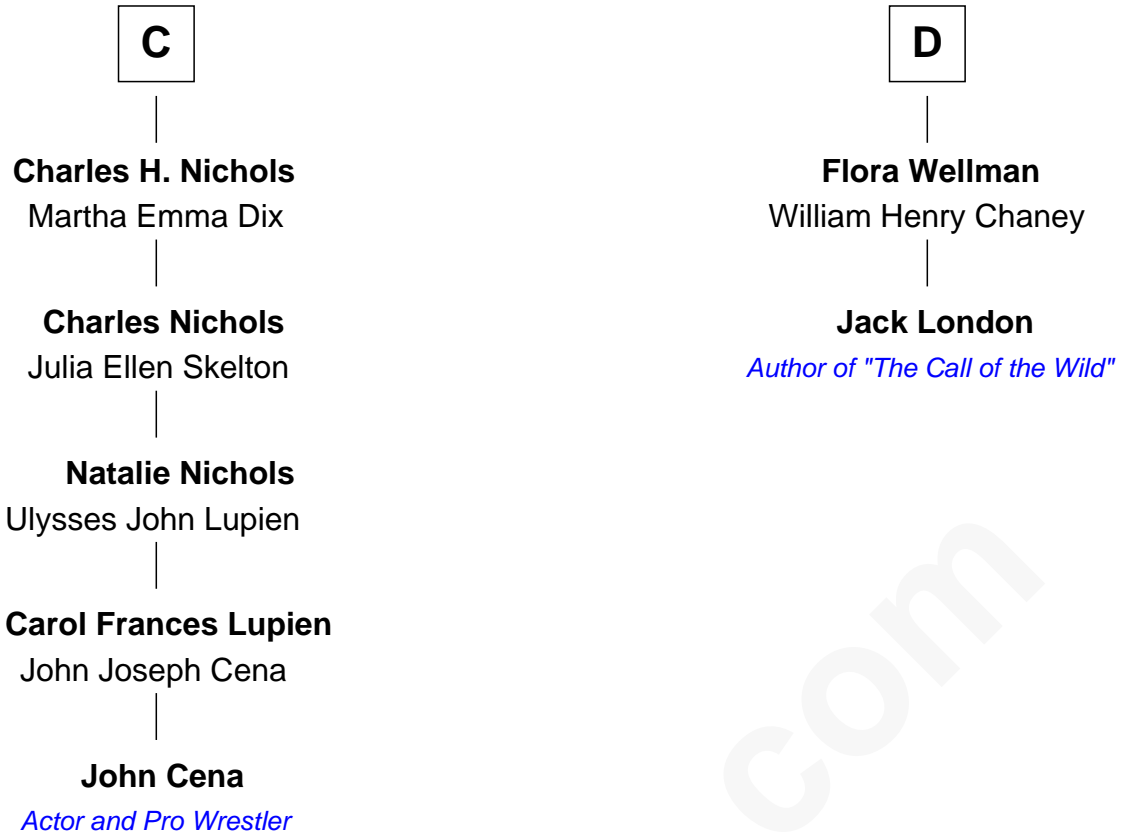 C
Charles H. Nichols
Martha Emma Dix
Charles Nichols
Julia Ellen Skelton
Natalie Nichols
Ulysses John Lupien
Carol Frances Lupien
John Joseph Cena
John Cena
Actor and Pro Wrestler
D
Flora Wellman
William Henry Chaney
Jack London
Author of "The Call of the Wild"
com